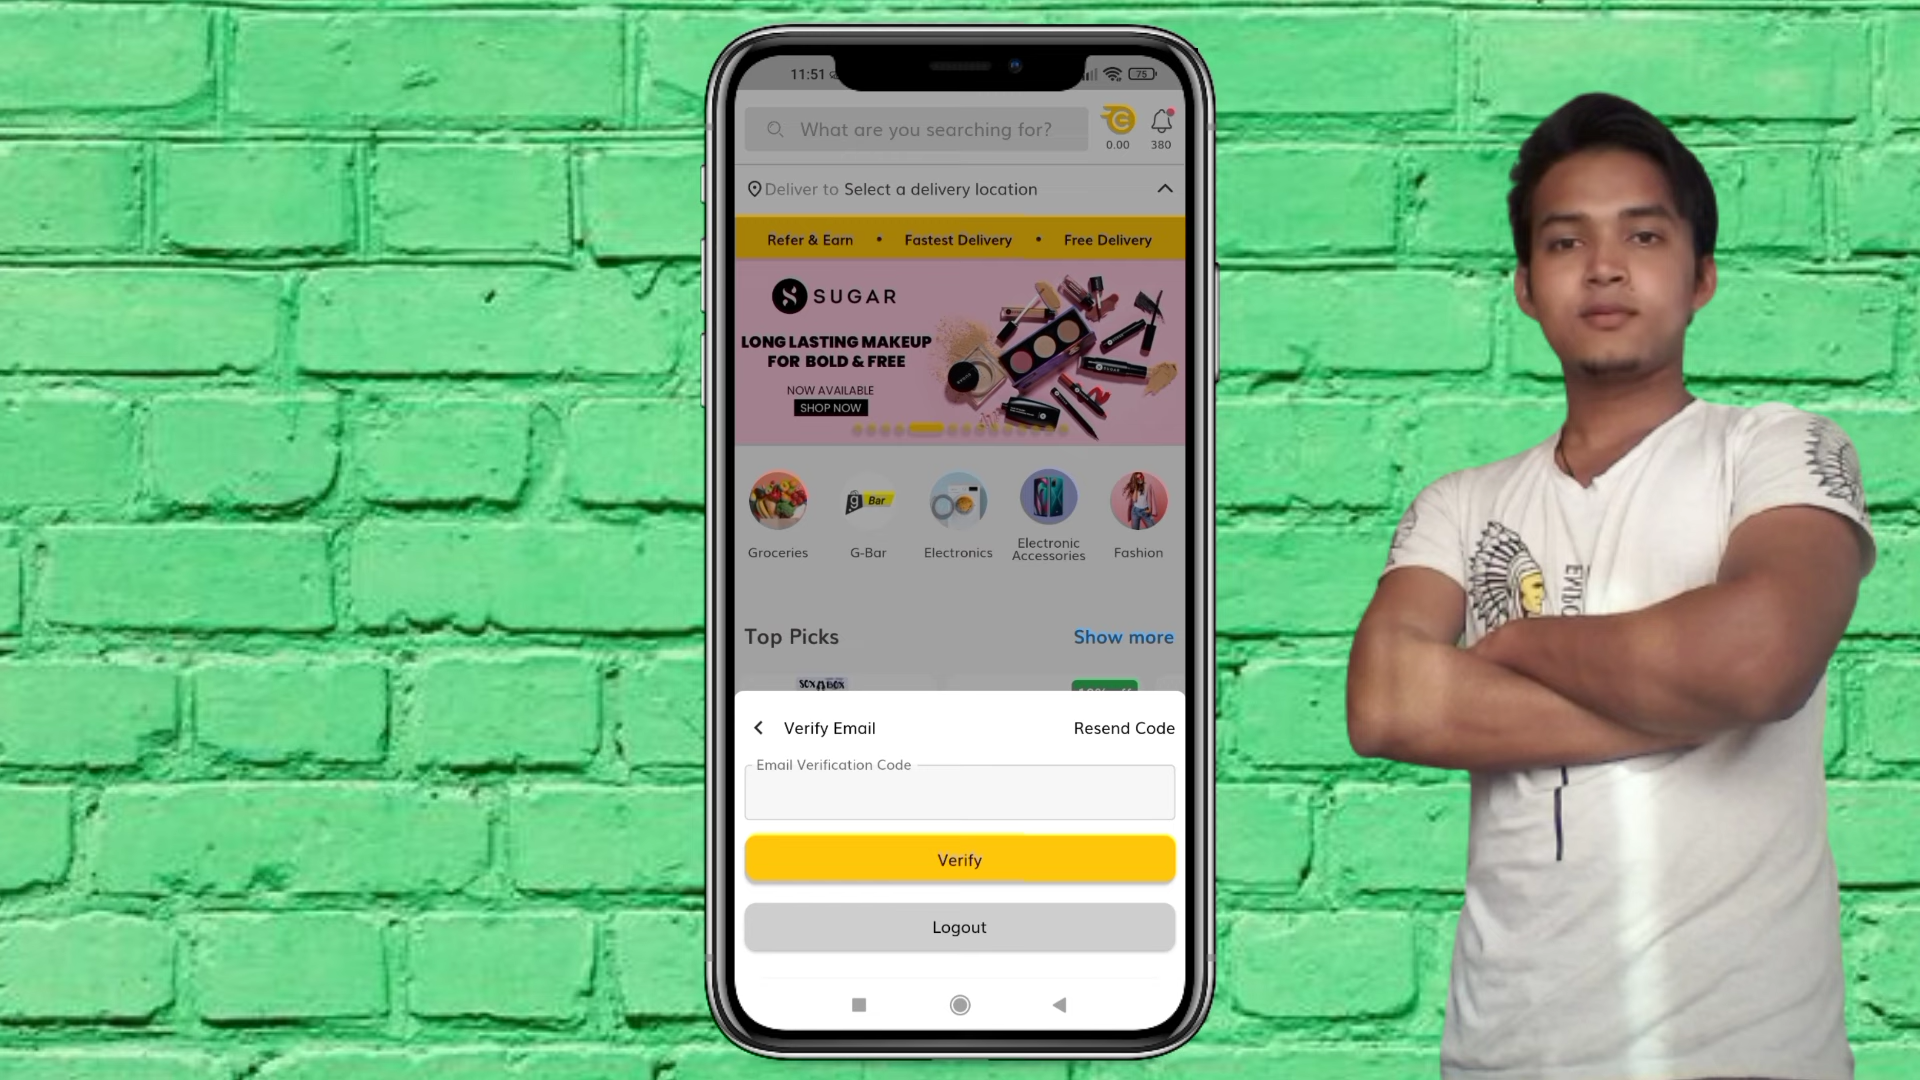 11:51
75
What are you searching for?
0.00
380
Deliver to Select a delivery location
Refer & Earn • Fastest Delivery • Free Delivery
SUGAR
LONG LASTING MAKEUP
FOR BOLD & FREE
NOW AVAILABLE
SHOP NOW
g Bar
Groceries
G-Bar
Electronics
Electronic
Accessories
Fashion
Top Picks
Show more
Verify Email
Resend Code
Email Verification Code
Verify
Logout